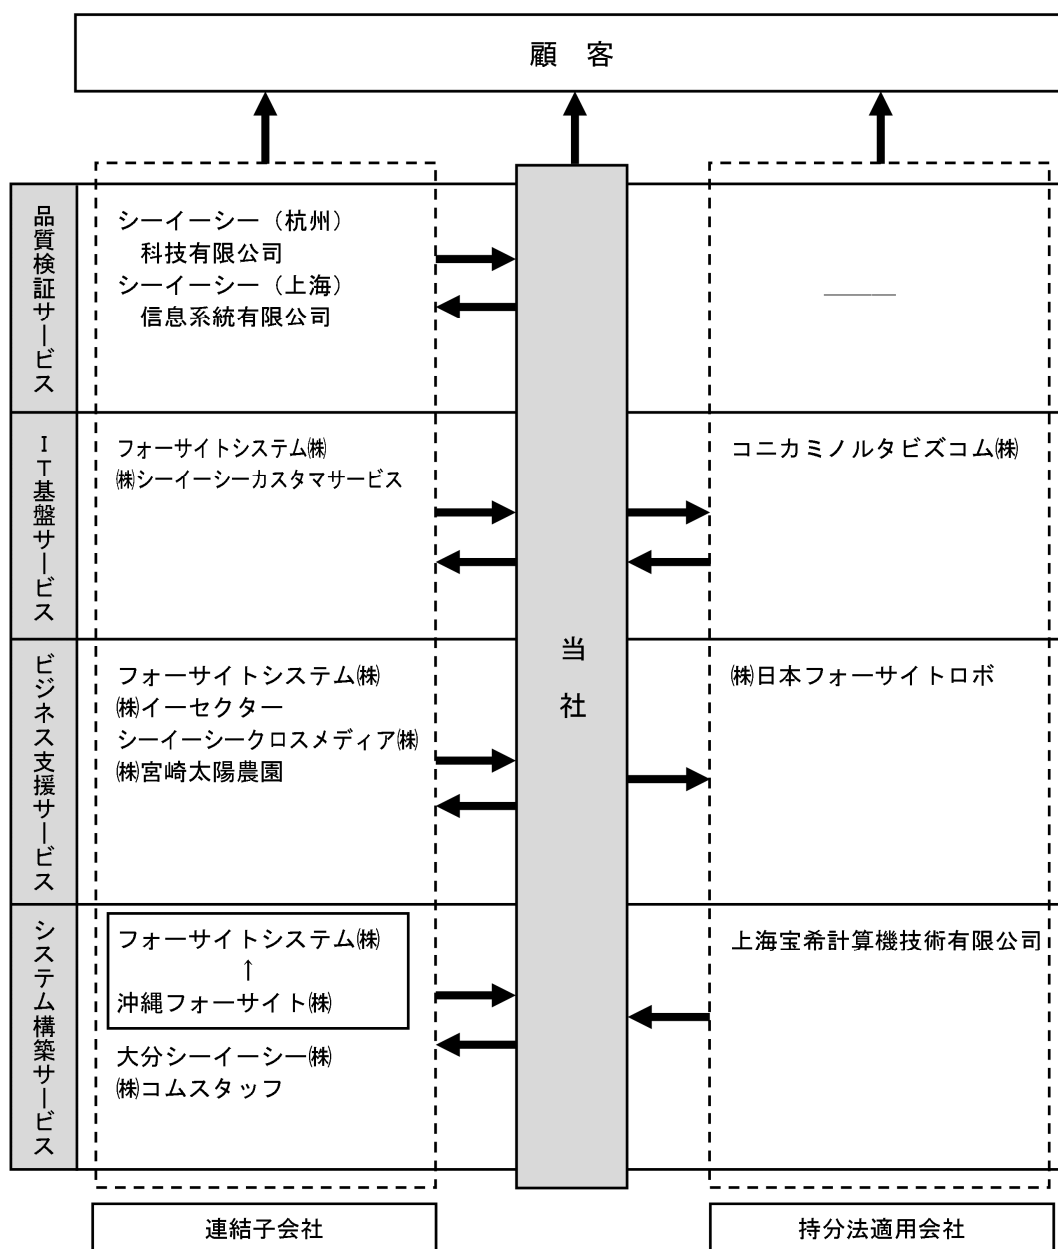 顧　客
品質検証サービス
シーイーシー（杭州）
科技有限公司
シーイーシー（上海）
信息系統有限公司
IT基盤サービス
フォーサイトシステム㈱
㈱シーイーシーカスタマサービス
コニカミノルタビズコム㈱
当社
ビジネス支援サービス
フォーサイトシステム㈱
㈱イーセクター
シーイーシークロスメディア㈱
㈱宮崎太陽農園
㈱日本フォーサイトロボ
システム構築サービス
フォーサイトシステム㈱
↑
沖縄フォーサイト㈱
大分シーイーシー㈱
㈱コムスタッフ
上海宝希計算機技術有限公司
連結子会社
持分法適用会社